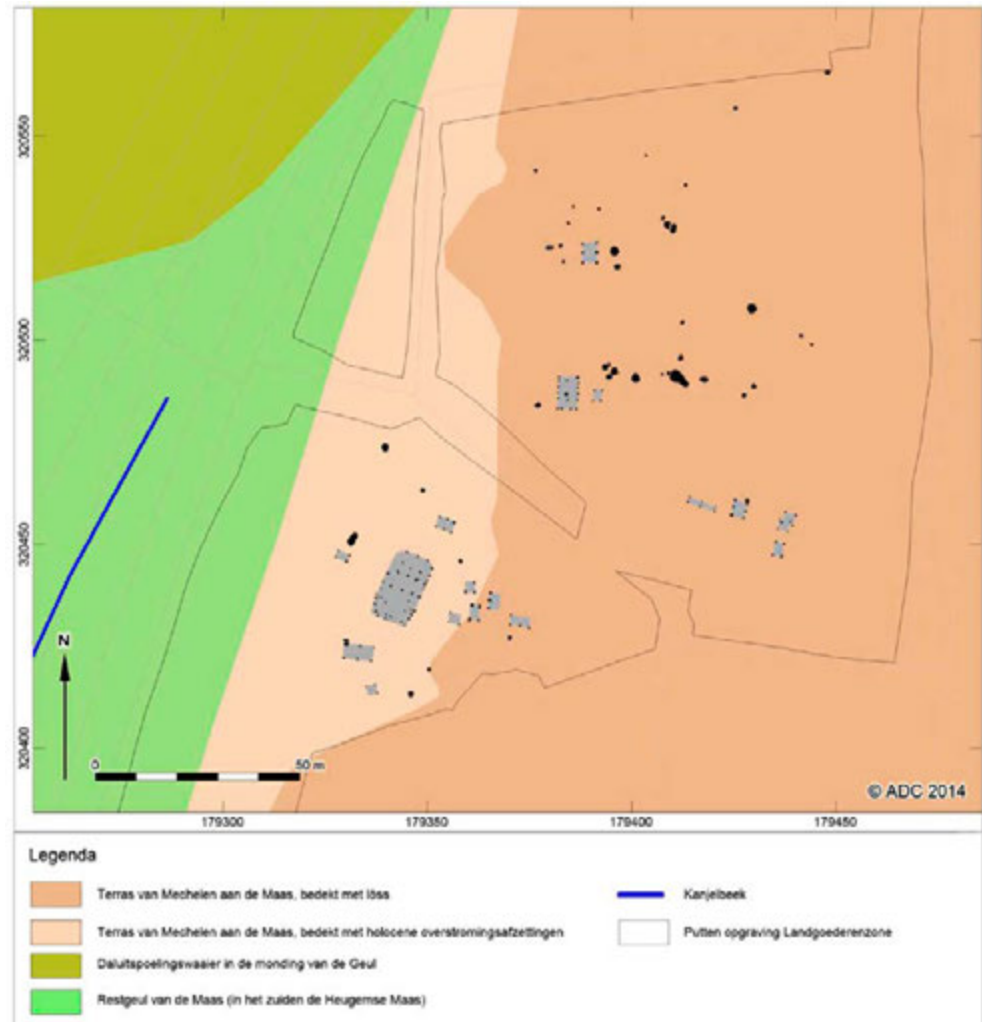 320550
320500
320450
320400
N
0 50 m
© ADC 2014
179300 179350 179400 179450
Legenda
Terras van Mechelen aan de Maas, bedekt met löss
Kanjelbeek
Terras van Mechelen aan de Maas, bedekt met holocene overstromingsafzettingen
Putten opgraving Landgoederenzone
Daluitspoelingswaaier in de monding van de Geul
Restgeul van de Maas (in het zuiden de Heugemse Maas)